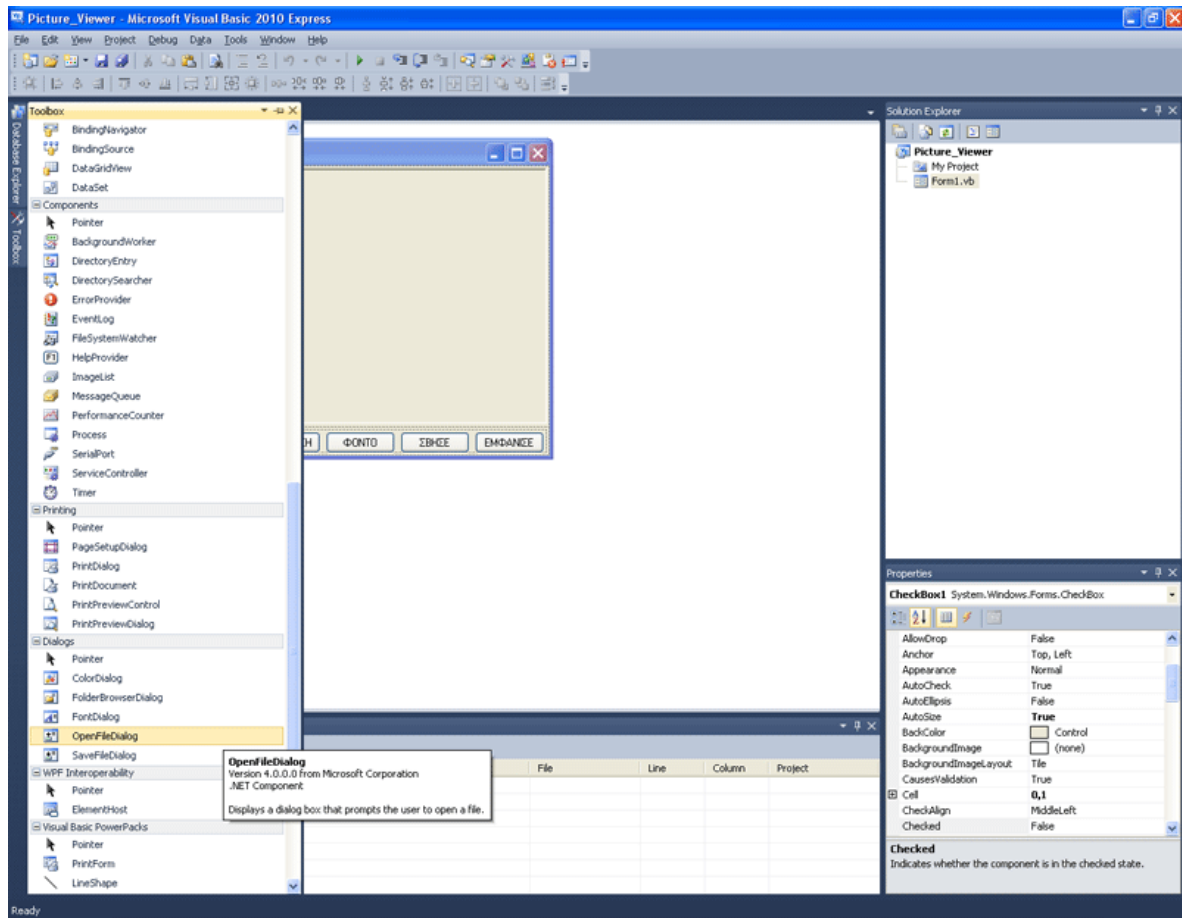 Picture_Viewer - Microsoft Visual Basic 2010 Express
File Edit View Project Debug Data Tools Window Help
Toolbox
Database Explorer
Toolbox
BindingNavigator
BindingSource
DataGridView
DataSet
Components
Pointer
BackgroundWorker
DirectoryEntry
DirectorySearcher
ErrorProvider
EventLog
FileSystemWatcher
HelpProvider
ImageList
MessageQueue
PerformanceCounter
Process
SerialPort
ServiceController
Timer
Printing
Pointer
PageSetupDialog
PrintDialog
PrintDocument
PrintPreviewControl
PrintPreviewDialog
Dialogs
Pointer
ColorDialog
FolderBrowserDialog
FontDialog
OpenFileDialog
SaveFileDialog
WPF Interoperability
Pointer
ElementHost
Visual Basic PowerPacks
Pointer
PrintForm
LineShape
OpenFileDialog
Version 4.0.0.0 from Microsoft Corporation
.NET Component
Displays a dialog box that prompts the user to open a file.
Η ΦΟΝΤΟ ΣΒΗΣΕ ΕΜΦΑΝΙΣΕ
File Line Column Project
Solution Explorer
Picture_Viewer
My Project
Form1.vb
Properties
CheckBox1 System.Windows.Forms.CheckBox
AllowDrop False
Anchor Top, Left
Appearance Normal
AutoCheck True
AutoEllipsis False
AutoSize True
BackColor Control
BackgroundImage (none)
BackgroundImageLayout Tile
CausesValidation True
Cell 0,1
CheckAlign MiddleLeft
Checked False
Checked
Indicates whether the component is in the checked state.
Ready